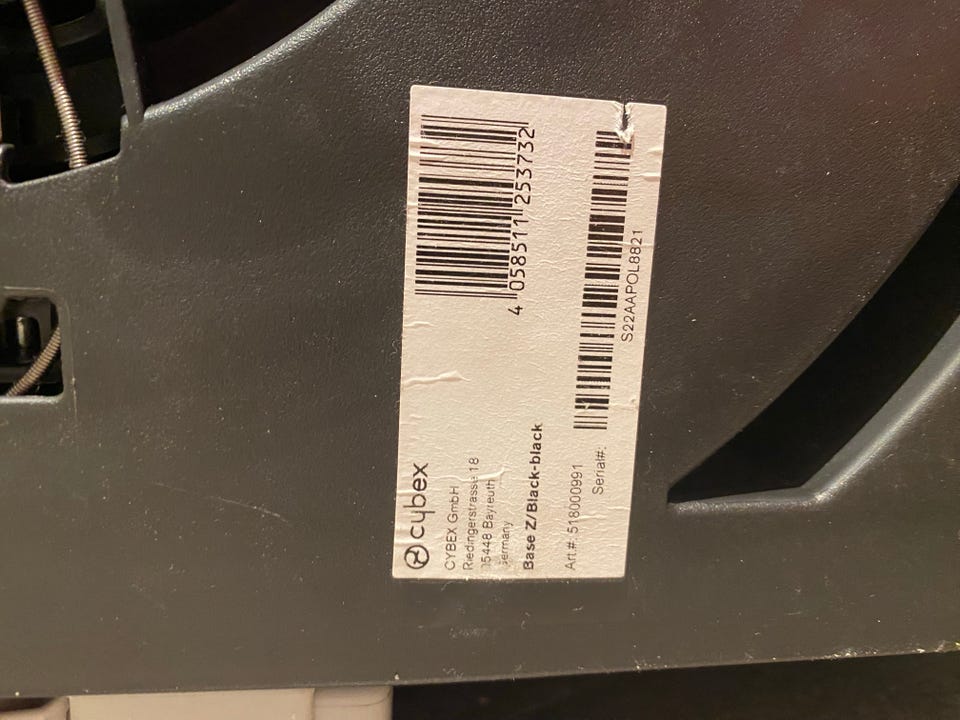 cybex
CYBEX GmbH
Riedingerstrasse 18
95448 Bayreuth
Germany
Base Z/Black-black
Art.#: 518000991
Serial#:
4 058511 253732
S22AAPOL8821